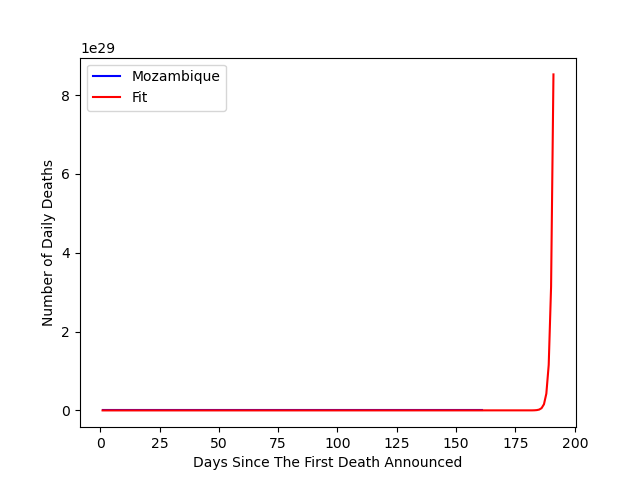 1e29
Mozambique
Fit
8
6
4
2
0
Number of Daily Deaths
0 25 50 75 100 125 150 175 200
Days Since The First Death Announced